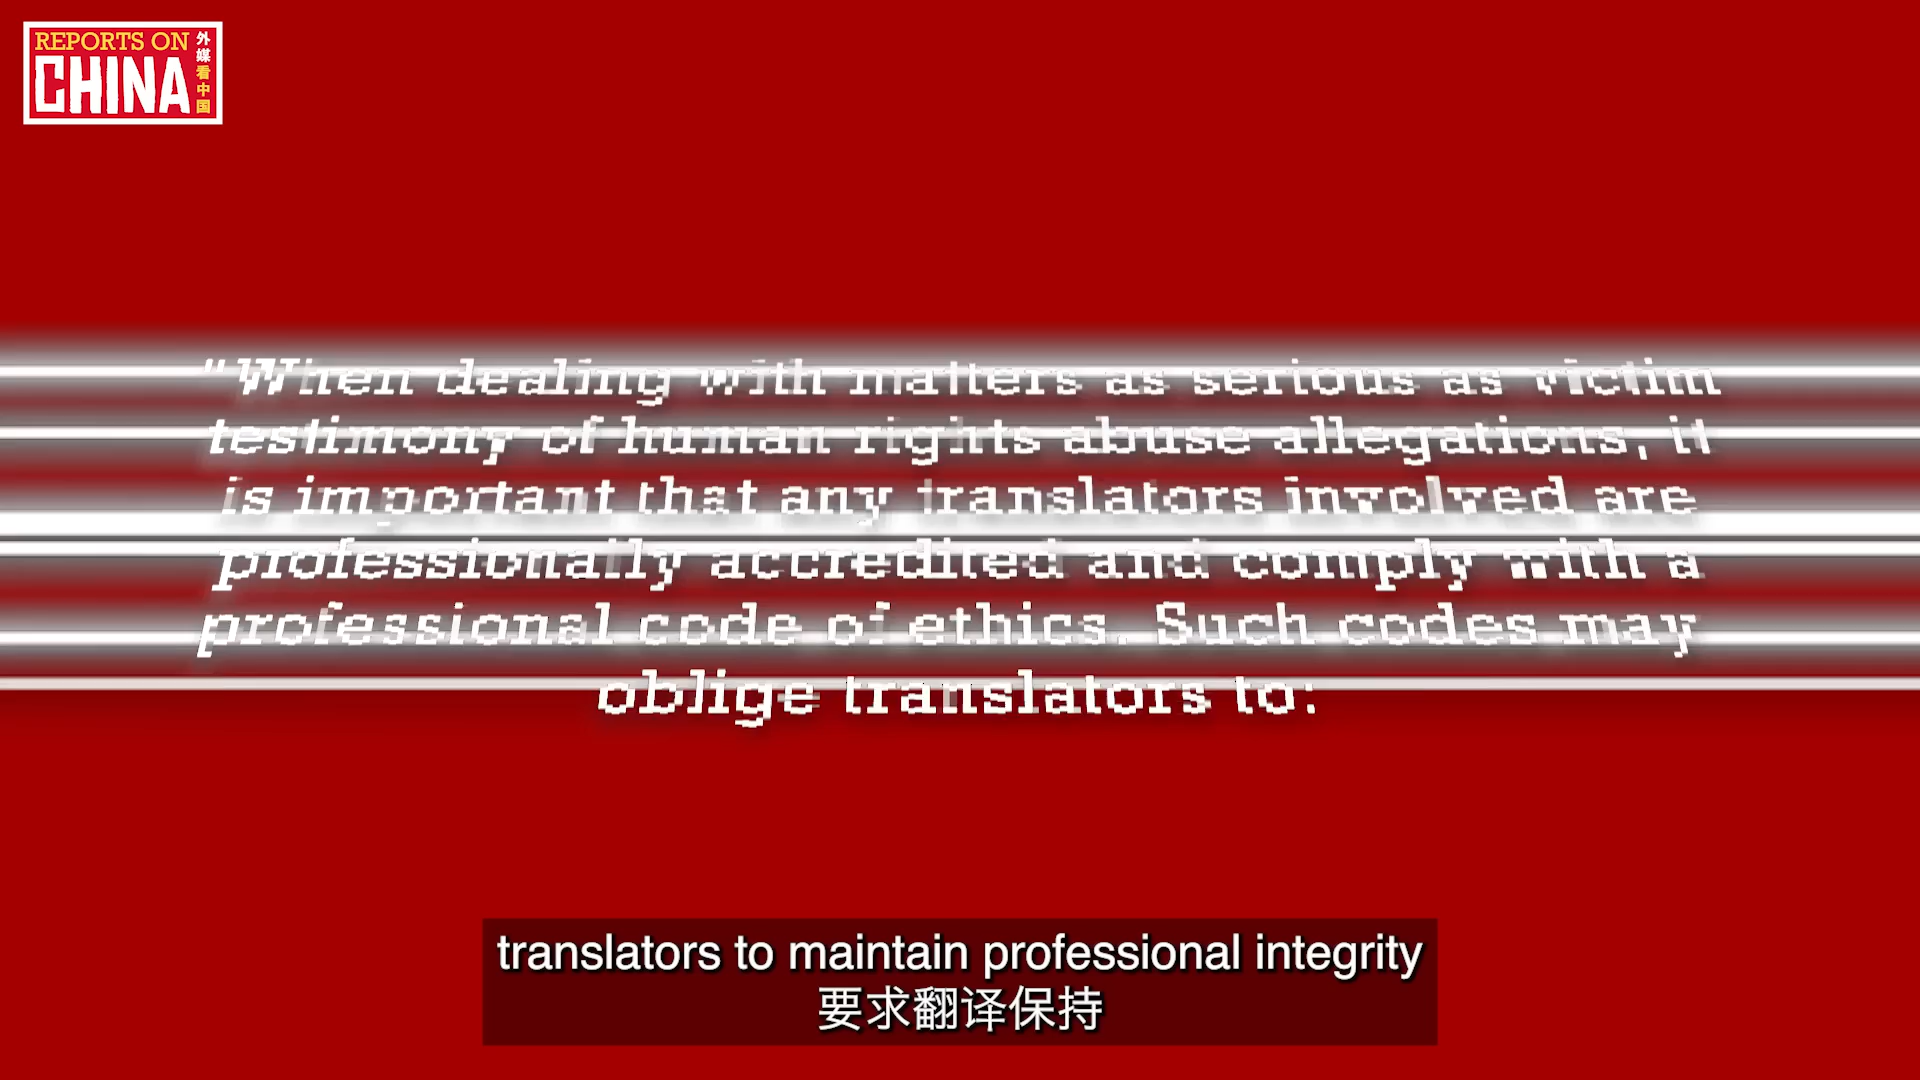 REPORTS ON
CHINA
外媒看中国
"When dealing with matters as serious as victim
testimony of human rights abuse allegations, it
is important that any translators involved are
professionally accredited and comply with a
professional code of ethics. Such codes may
oblige translators to:
translators to maintain professional integrity
要求翻译保持